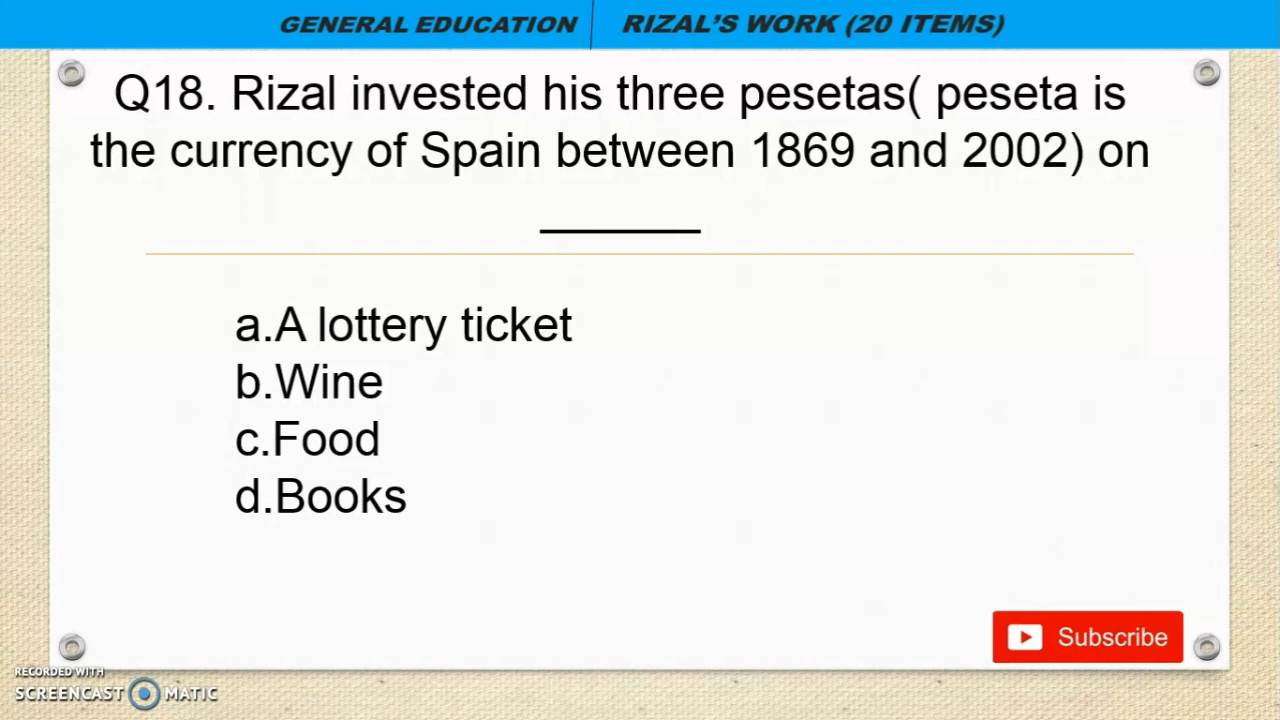 GENERAL EDUCATION RIZAL'S WORK (20 ITEMS)
Q18. Rizal invested his three pesetas( peseta is
the currency of Spain between 1869 and 2002) on
________
a.A lottery ticket
b.Wine
c.Food
d.Books
Subscribe
RECORDED WITH
SCREENCAST MATIC